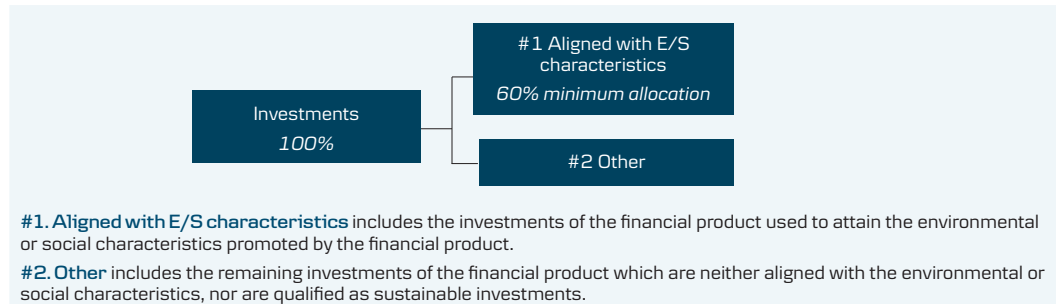 #1 Aligned with E/S
characteristics
60% minimum allocation
Investments
100%
#2 Other
#1. Aligned with E/S characteristics includes the investments of the financial product used to attain the environmental
or social characteristics promoted by the financial product.
#2. Other includes the remaining investments of the financial product which are neither aligned with the environmental or
social characteristics, nor are qualified as sustainable investments.